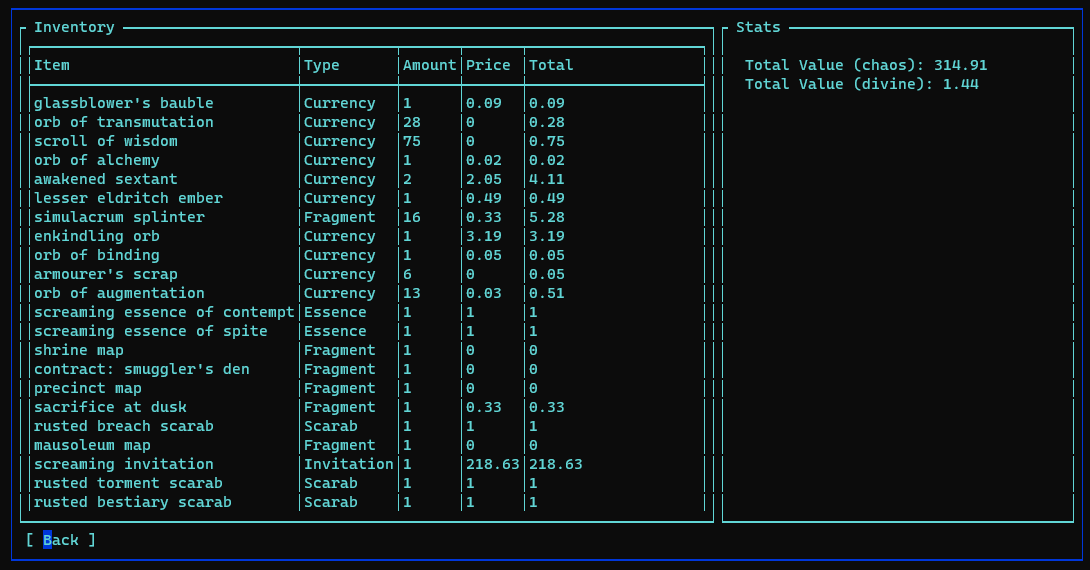 Inventory
Stats
Item Type Amount Price Total
Total Value (chaos): 314.91
Total Value (divine): 1.44
glassblower's bauble Currency 1 0.09 0.09
orb of transmutation Currency 28 0 0.28
scroll of wisdom Currency 75 0 0.75
orb of alchemy Currency 1 0.02 0.02
awakened sextant Currency 2 2.05 4.11
lesser eldritch ember Currency 1 0.49 0.49
simulacrum splinter Fragment 16 0.33 5.28
enkindling orb Currency 1 3.19 3.19
orb of binding Currency 1 0.05 0.05
armourer's scrap Currency 6 0 0.05
orb of augmentation Currency 13 0.03 0.51
screaming essence of contempt Essence 1 1 1
screaming essence of spite Essence 1 1 1
shrine map Fragment 1 0 0
contract: smuggler's den Fragment 1 0 0
precinct map Fragment 1 0 0
sacrifice at dusk Fragment 1 0.33 0.33
rusted breach scarab Scarab 1 1 1
mausoleum map Fragment 1 0 0
screaming invitation Invitation 1 218.63 218.63
rusted torment scarab Scarab 1 1 1
rusted bestiary scarab Scarab 1 1 1
[ Back ]